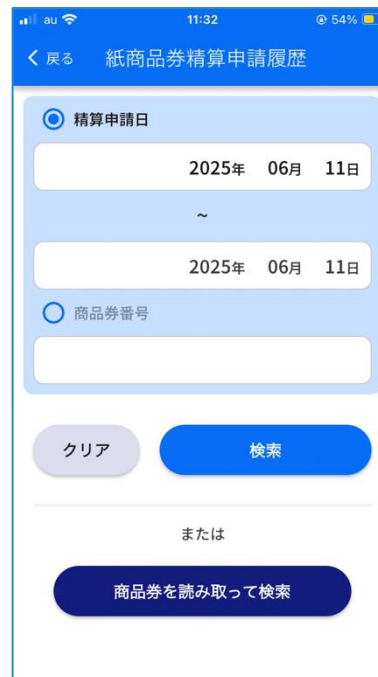 au 11:32 54%
戻る 紙商品券精算申請履歴
精算申請日
2025年 06月 11日
~
2025年 06月 11日
商品券番号
クリア 検索
または
商品券を読み取って検索